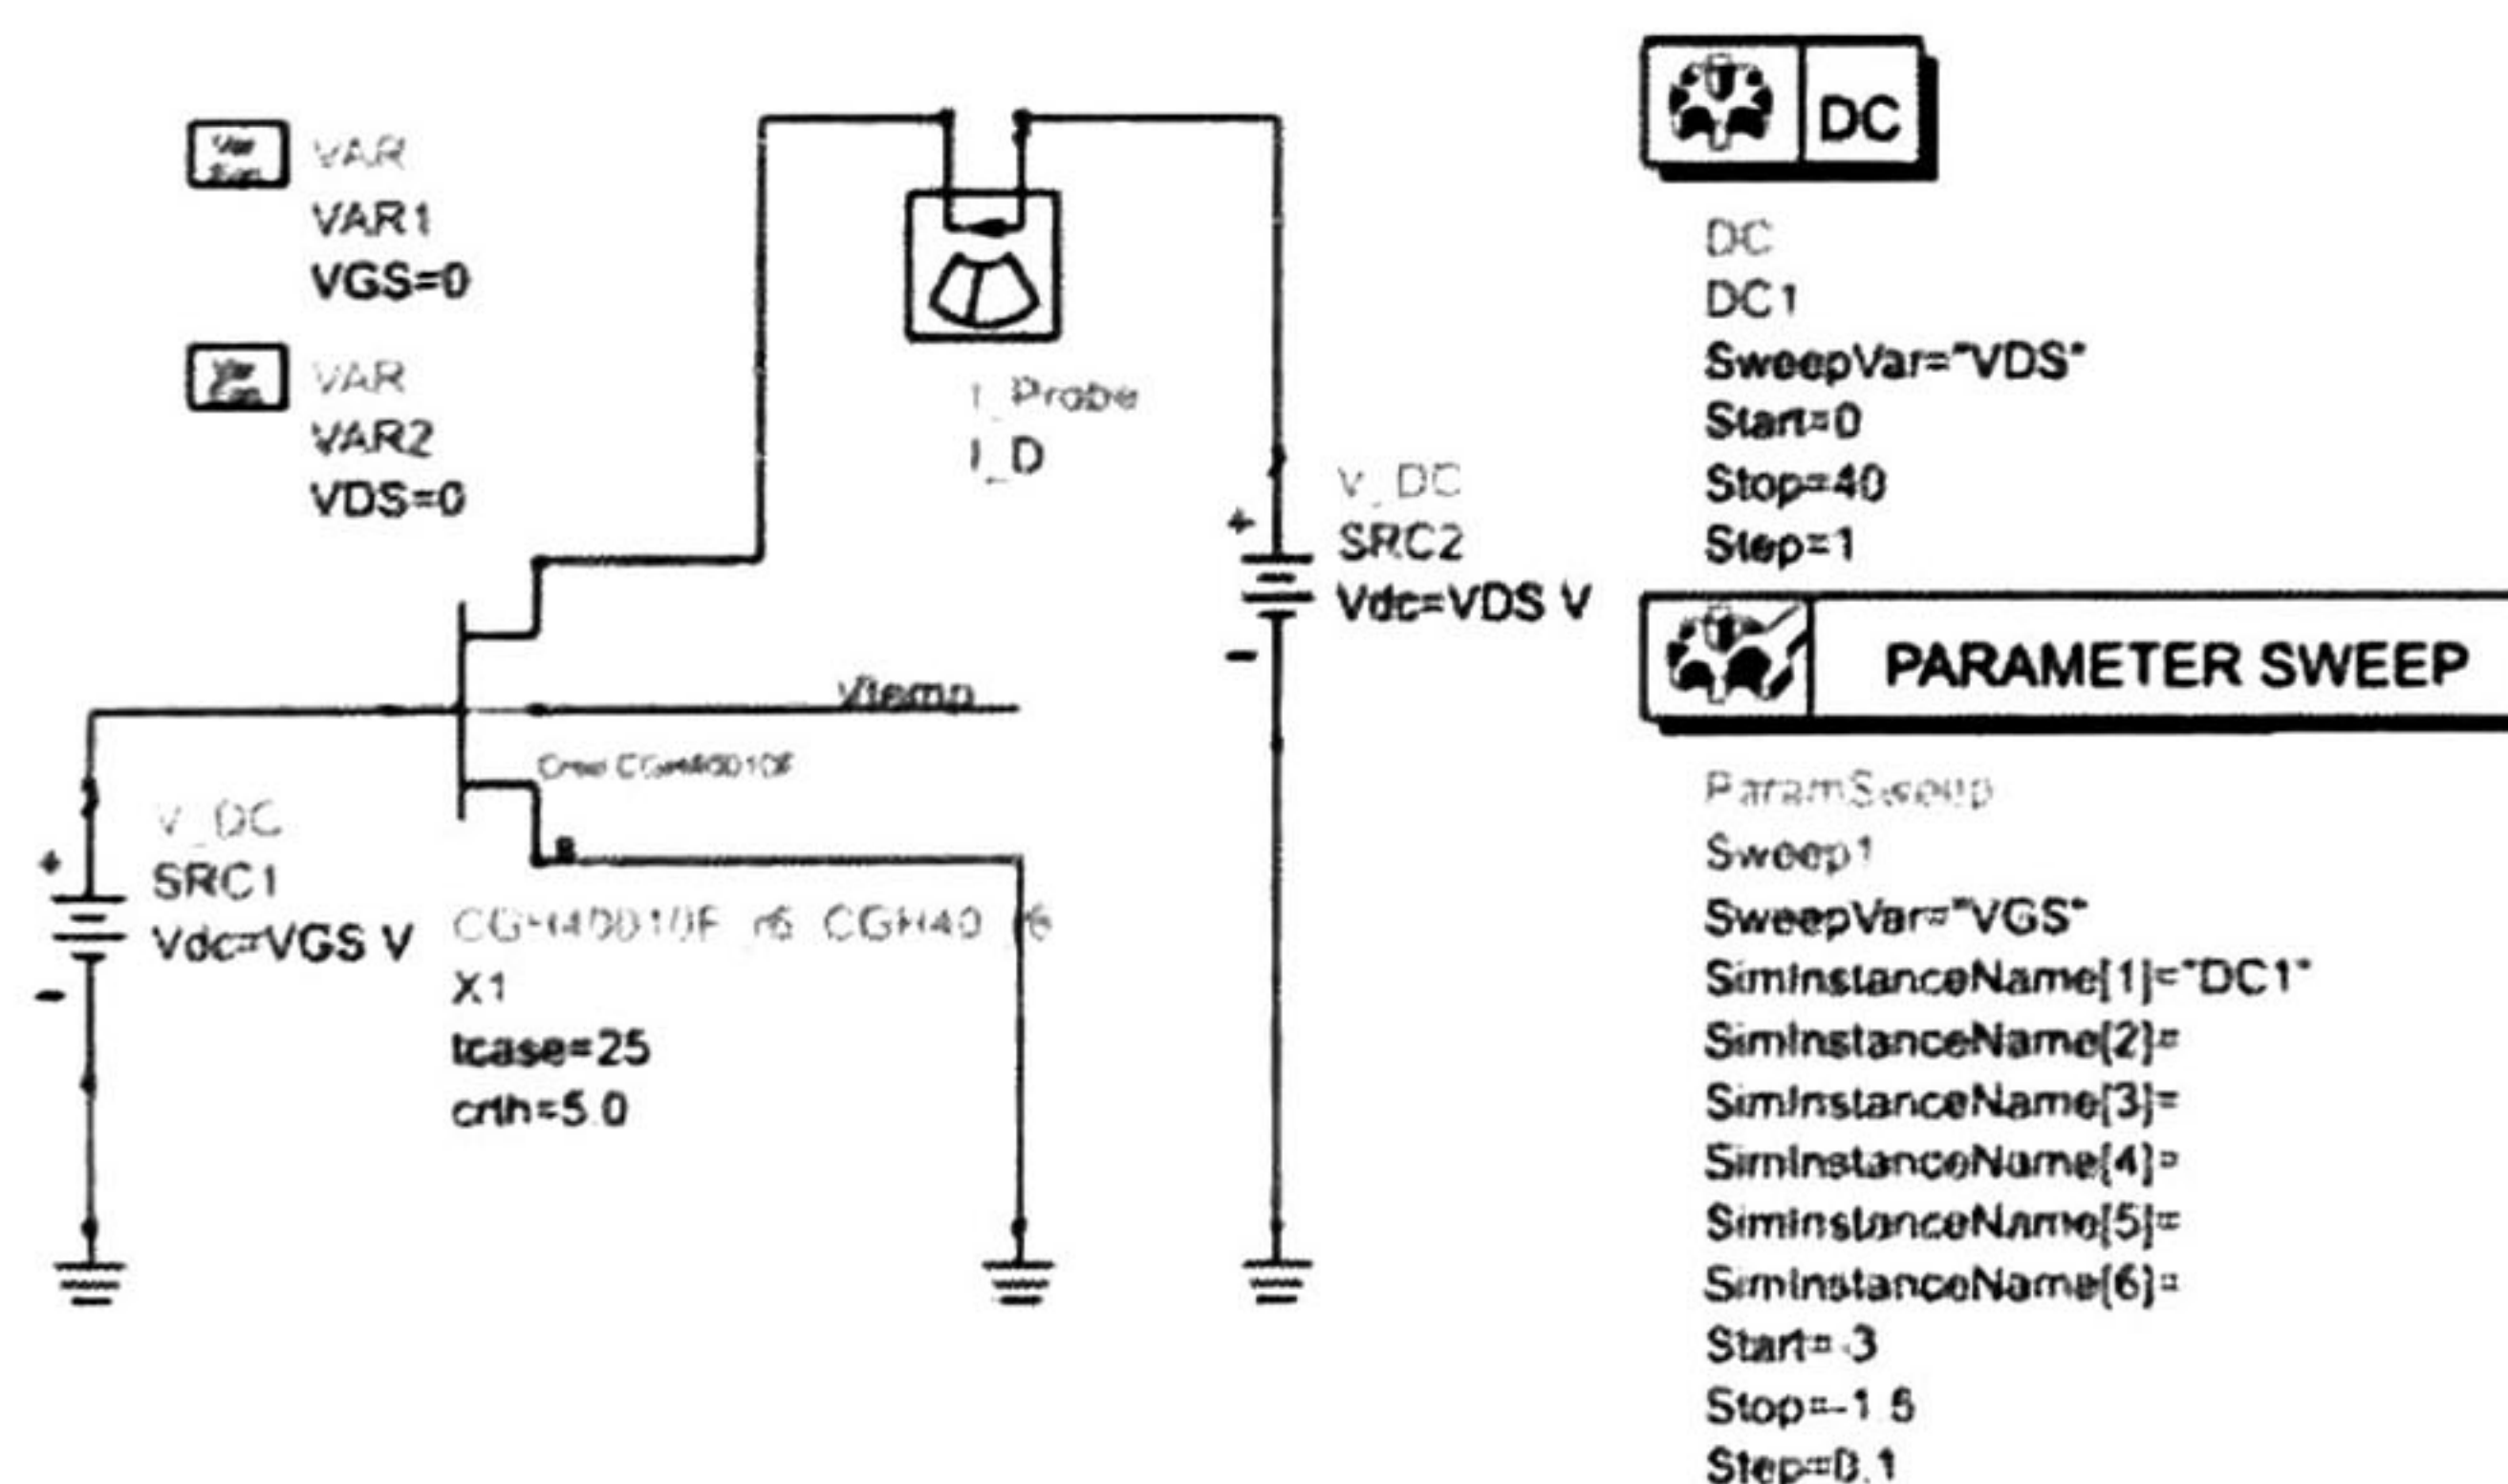 VAR
VAR1
VGS=0
VAR
VAR2
VDS=0
I_Probe
I_D
V_DC
SRC2
Vdc=VDS V
+
-
Vtemp
V_DC
SRC1
Vdc=VGS V
+
-
X1
tcase=25
crth=5.0
DC
DC
DC1
SweepVar="VDS"
Start=0
Stop=40
Step=1
PARAMETER SWEEP
ParamSweep
Sweep1
SweepVar="VGS"
SimInstanceName[1]="DC1"
SimInstanceName[2]=
SimInstanceName[3]=
SimInstanceName[4]=
SimInstanceName[5]=
SimInstanceName[6]=
Start=-3
Stop=-1.5
Step=0.1